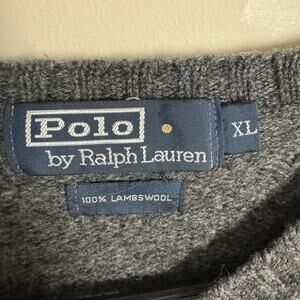 Polo
by Ralph Lauren
XL
100% LAMBSWOOL